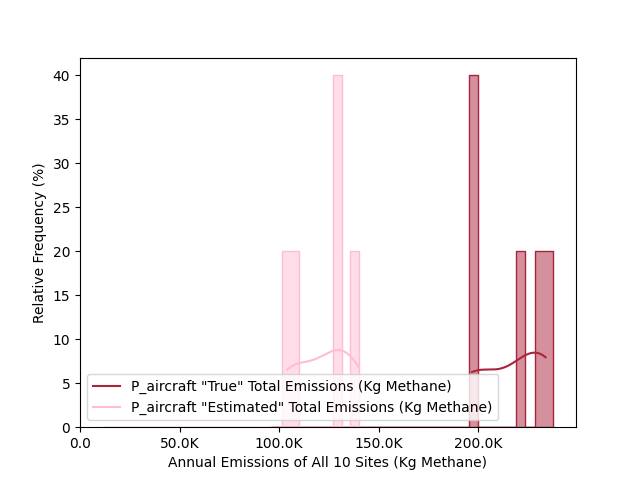 40
35
30
25
20
15
10
5
0
Relative Frequency (%)
P_aircraft "True" Total Emissions (Kg Methane)
P_aircraft "Estimated" Total Emissions (Kg Methane)
0.0 50.0K 100.0K 150.0K 200.0K
Annual Emissions of All 10 Sites (Kg Methane)